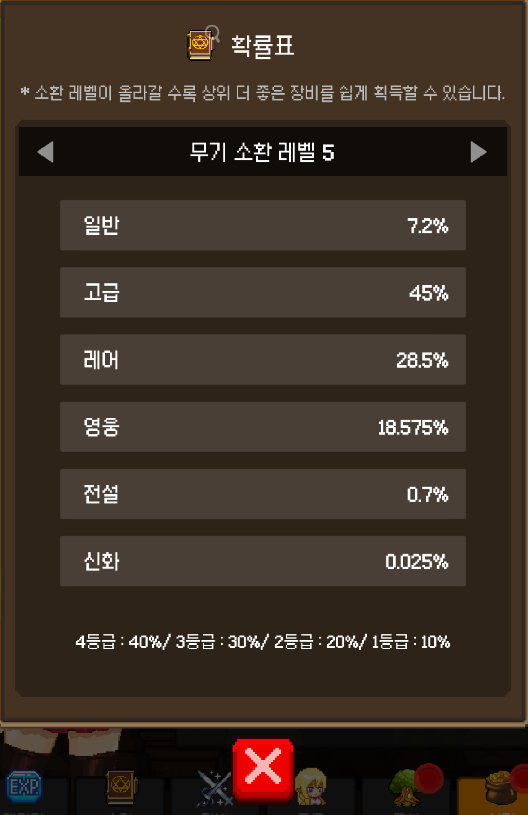 확률표
* 소환 레벨이 올라갈 수록 상위 더 좋은 장비를 쉽게 획득할 수 있습니다.
무기 소환 레벨 5
일반 7.2%
고급 45%
레어 28.5%
영웅 18.575%
전설 0.7%
신화 0.025%
4등급 : 40%/ 3등급 : 30%/ 2등급 : 20%/ 1등급 : 10%
EXP